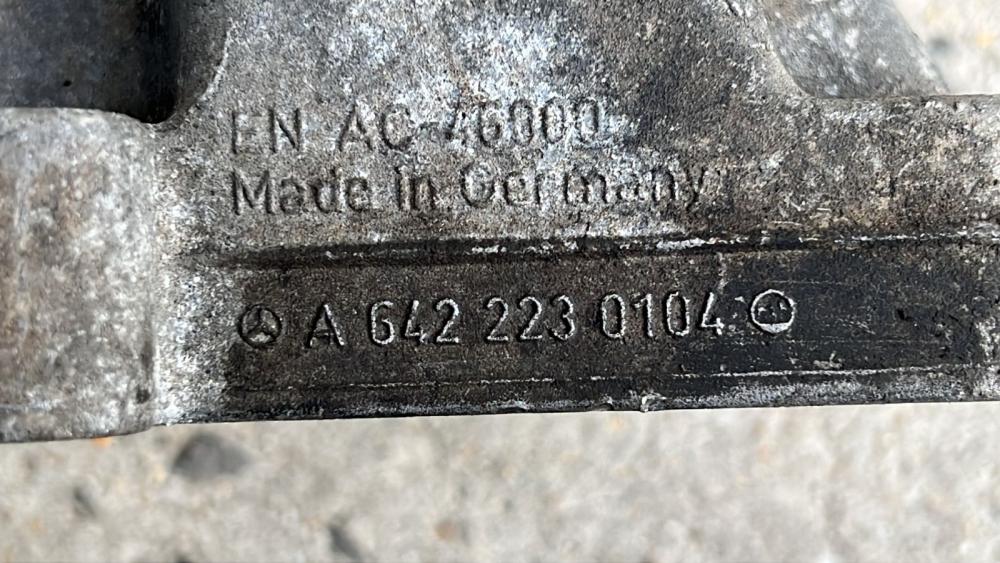 EN AC-46000
Made in Germany
A 642 223 0104